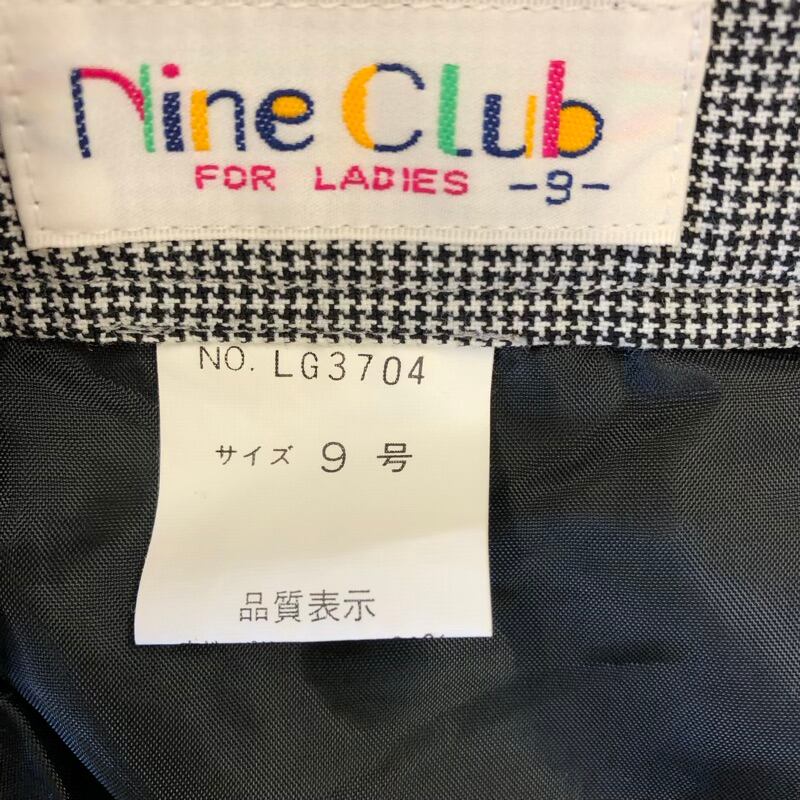 Nine Club
FOR LADIES -9-
NO. LG3704
サイズ 9 号
品質表示